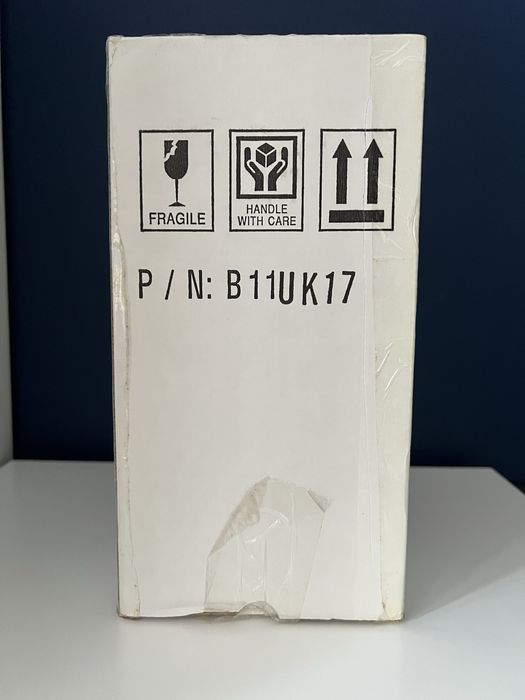 FRAGILE
HANDLE
WITH CARE
P / N: B11UK17